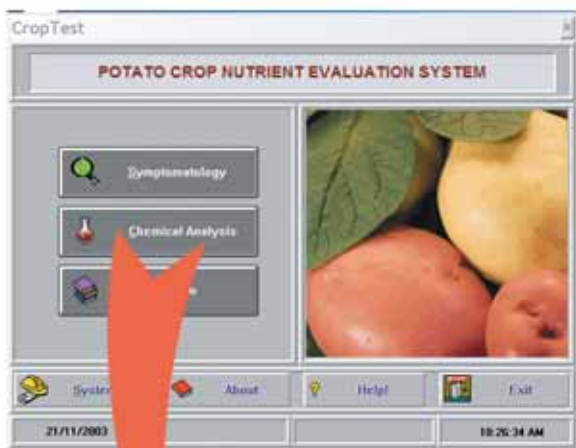 CropTest
POTATO CROP NUTRIENT EVALUATION SYSTEM
Symptomatology
Chemical Analysis
About
Help!
Exit
21/11/2003
10:26:34 AM